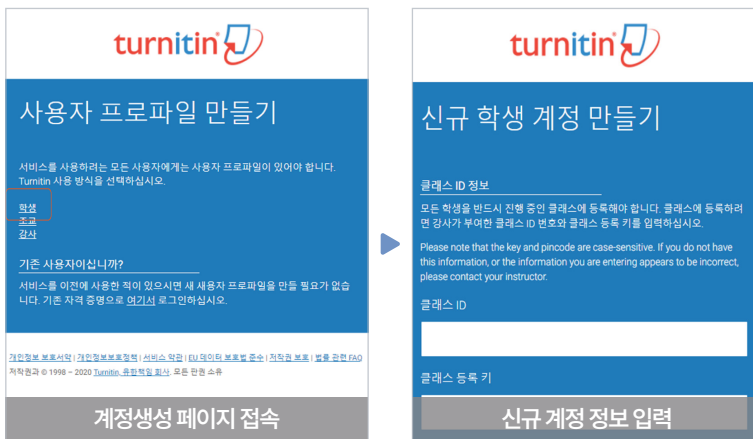 turnitin
사용자 프로파일 만들기
서비스를 사용하려는 모든 사용자에게는 사용자 프로파일이 있어야 합니다.
Turnitin 사용 방식을 선택하십시오.
학생
조교
강사
기존 사용자이십니까?
서비스를 이전에 사용한 적이 있으시면 새 새용자 프로파일을 만들 필요가 없습
니다. 기존 자격 증명으로 여기서 로그인하십시오.
개인정보 보호서약 | 개인정보보호정책 | 서비스 약관 | EU 데이터 보호법 준수 | 저작권 보호 | 법률 관련 FAQ
저작권과 © 1998 – 2020 Turnitin, 유한책임 회사. 모든 판권 소유
계정생성 페이지 접속
turnitin
신규 학생 계정 만들기
클래스 ID 정보
모든 학생을 반드시 진행 중인 클래스에 등록해야 합니다. 클래스에 등록하려
면 강사가 부여한 클래스 ID 번호와 클래스 등록 키를 입력하십시오.
Please note that the key and pincode are case-sensitive. If you do not have
this information, or the information you are entering appears to be incorrect,
please contact your instructor.
클래스 ID
클래스 등록 키
신규 계정 정보 입력